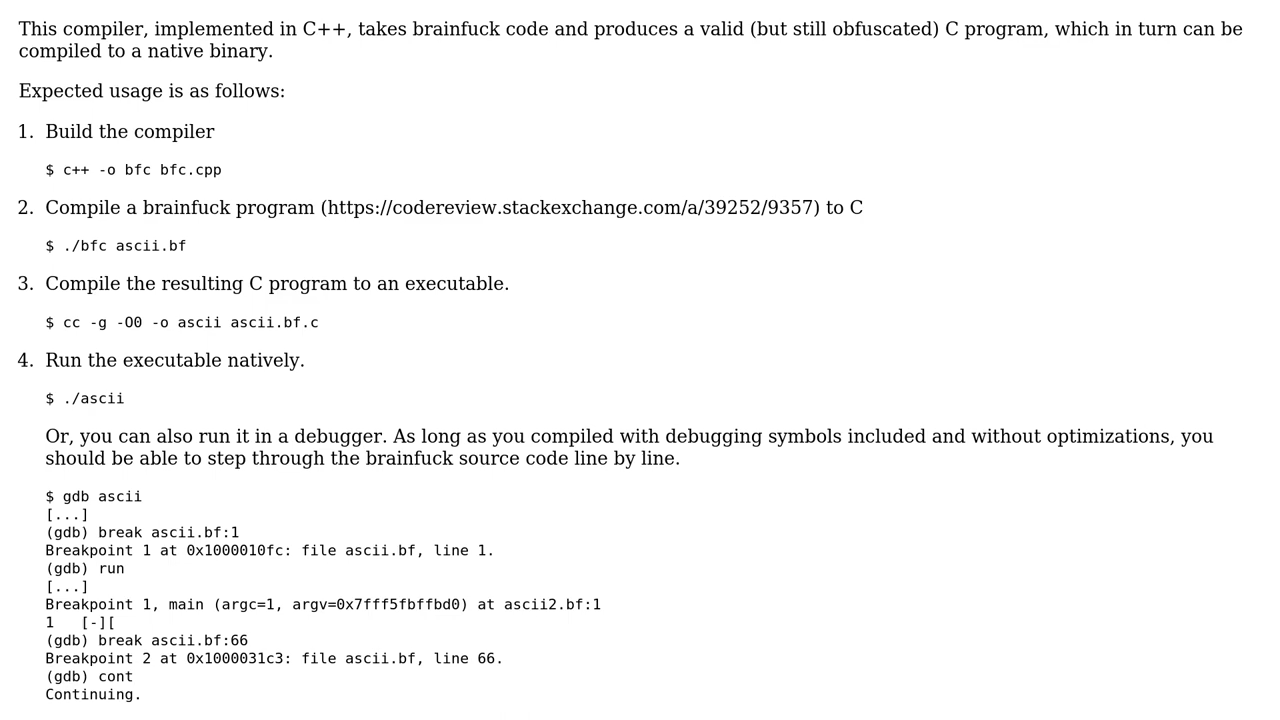 This compiler, implemented in C++, takes brainfuck code and produces a valid (but still obfuscated) C program, which in turn can be
compiled to a native binary.
Expected usage is as follows:
1. Build the compiler
$ c++ -o bfc bfc.cpp
2. Compile a brainfuck program (https://codereview.stackexchange.com/a/39252/9357) to C
$ ./bfc ascii.bf
3. Compile the resulting C program to an executable.
$ cc -g -O0 -o ascii ascii.bf.c
4. Run the executable natively.
$ ./ascii
Or, you can also run it in a debugger. As long as you compiled with debugging symbols included and without optimizations, you
should be able to step through the brainfuck source code line by line.
$ gdb ascii
[...]
(gdb) break ascii.bf:1
Breakpoint 1 at 0x1000010fc: file ascii.bf, line 1.
(gdb) run
[...]
Breakpoint 1, main (argc=1, argv=0x7fff5fbffbd0) at ascii2.bf:1
1   [-][
(gdb) break ascii.bf:66
Breakpoint 2 at 0x1000031c3: file ascii.bf, line 66.
(gdb) cont
Continuing.